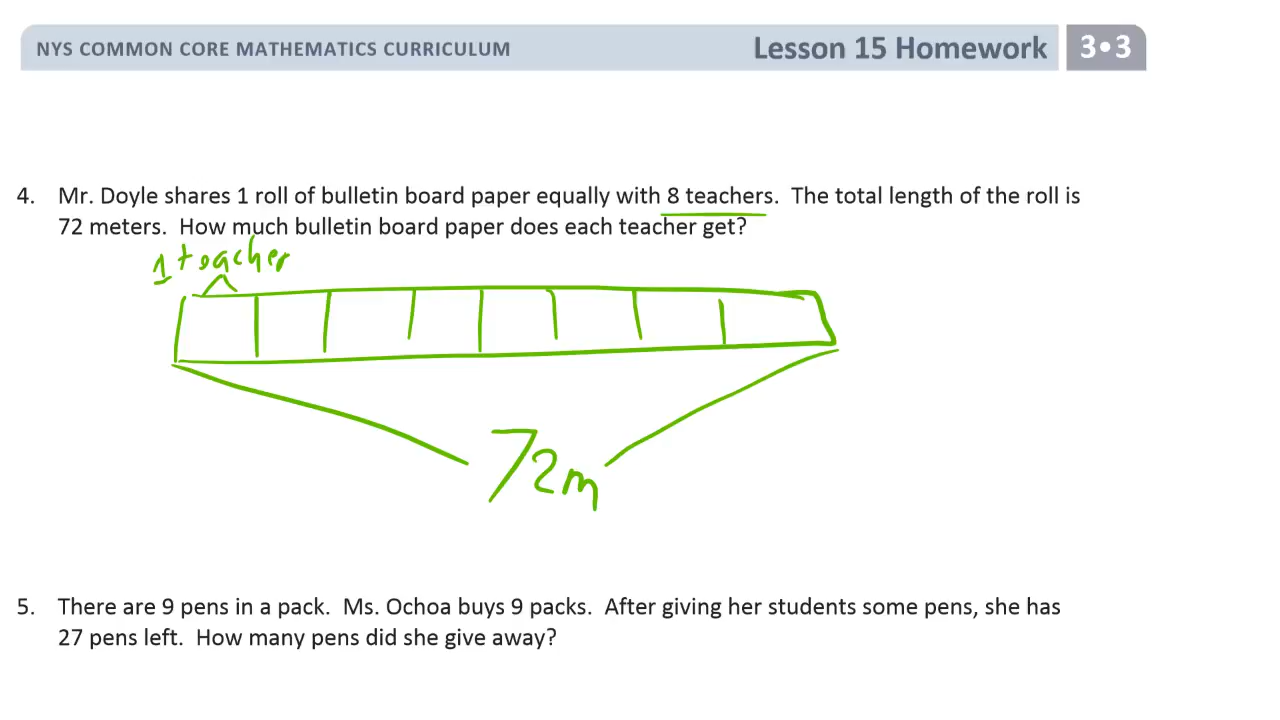 NYS COMMON CORE MATHEMATICS CURRICULUM Lesson 15 Homework 3•3
4. Mr. Doyle shares 1 roll of bulletin board paper equally with 8 teachers. The total length of the roll is
72 meters. How much bulletin board paper does each teacher get?
1 teacher
72m
5. There are 9 pens in a pack. Ms. Ochoa buys 9 packs. After giving her students some pens, she has
27 pens left. How many pens did she give away?